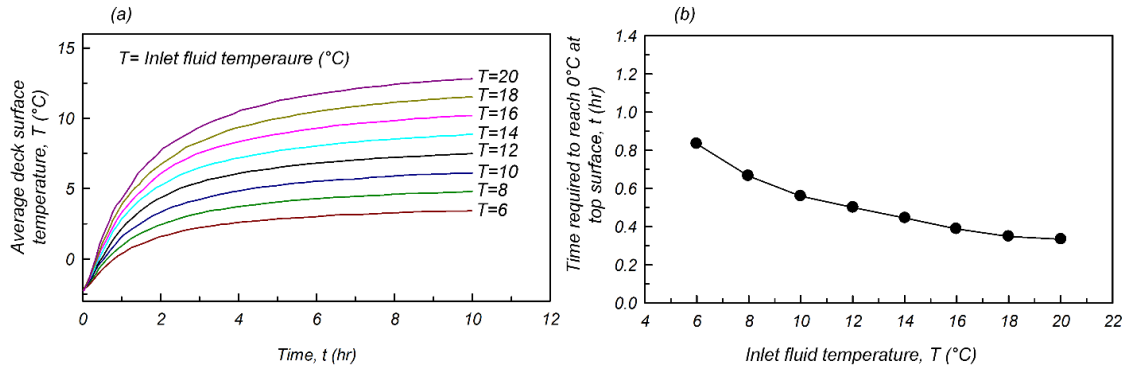 (a)
T= Inlet fluid temperaure (°C)
Average deck surface
temperature, T (°C)
15
10
5
0
T=20
T=18
T=16
T=14
T=12
T=10
T=8
T=6
0 2 4 6 8 10 12
Time, t (hr)
(b)
Time required to reach 0°C at
top surface, t (hr)
1.4
1.2
1.0
0.8
0.6
0.4
0.2
0.0
4 6 8 10 12 14 16 18 20 22
Inlet fluid temperature, T (°C)